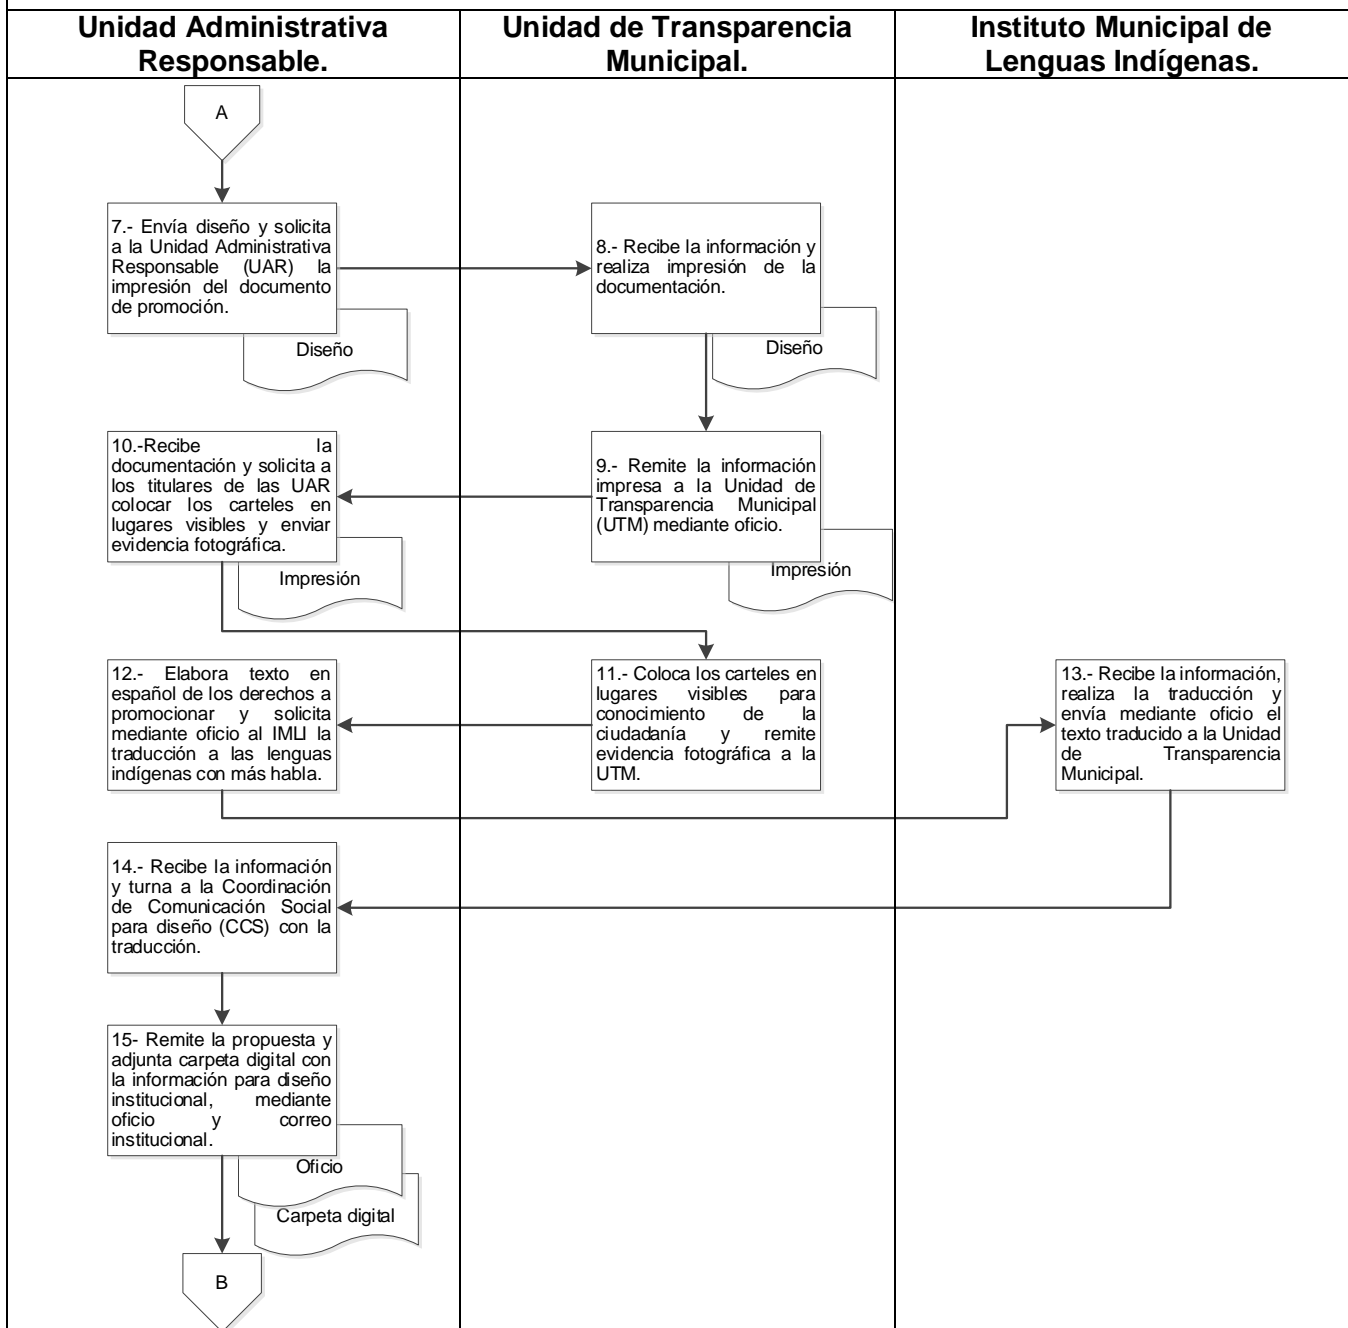 Unidad Administrativa
Responsable.
Unidad de Transparencia
Municipal.
Instituto Municipal de
Lenguas Indígenas.
A
7.- Envía diseño y solicita
a la Unidad Administrativa
Responsable (UAR) la
impresión del documento
de promoción.
Diseño
8.- Recibe la información y
realiza impresión de la
documentación.
Diseño
10.-Recibe la
documentación y solicita a
los titulares de las UAR
colocar los carteles en
lugares visibles y enviar
evidencia fotográfica.
Impresión
9.- Remite la información
impresa a la Unidad de
Transparencia Municipal
(UTM) mediante oficio.
Impresión
12.- Elabora texto en
español de los derechos a
promocionar y solicita
mediante oficio al IMLI la
traducción a las lenguas
indígenas con más habla.
11.- Coloca los carteles en
lugares visibles para
conocimiento de la
ciudadanía y remite
evidencia fotográfica a la
UTM.
13.- Recibe la información,
realiza la traducción y
envía mediante oficio el
texto traducido a la Unidad
de Transparencia
Municipal.
14.- Recibe la información
y turna a la Coordinación
de Comunicación Social
para diseño (CCS) con la
traducción.
15- Remite la propuesta y
adjunta carpeta digital con
la información para diseño
institucional, mediante
oficio y correo
institucional.
Oficio
Carpeta digital
B